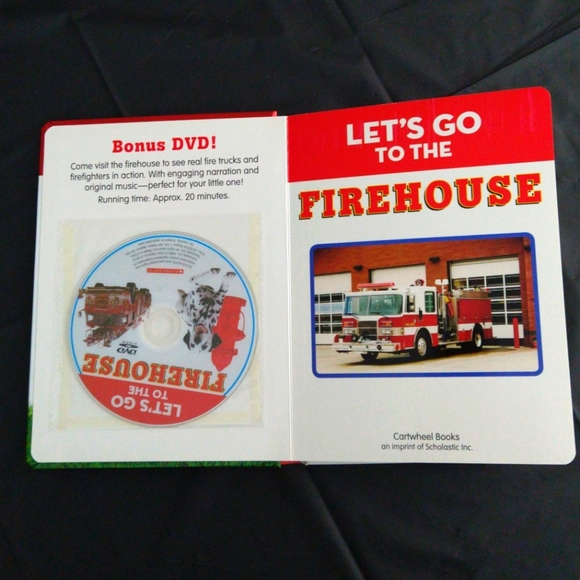 Bonus DVD!
Come visit the firehouse to see real fire trucks and
firefighters in action. With engaging narration and
original music—perfect for your little one!
Running time: Approx. 20 minutes.
LET'S GO
TO THE
FIREHOUSE
DVD
LET'S GO
TO THE
FIREHOUSE
Cartwheel Books
an imprint of Scholastic Inc.